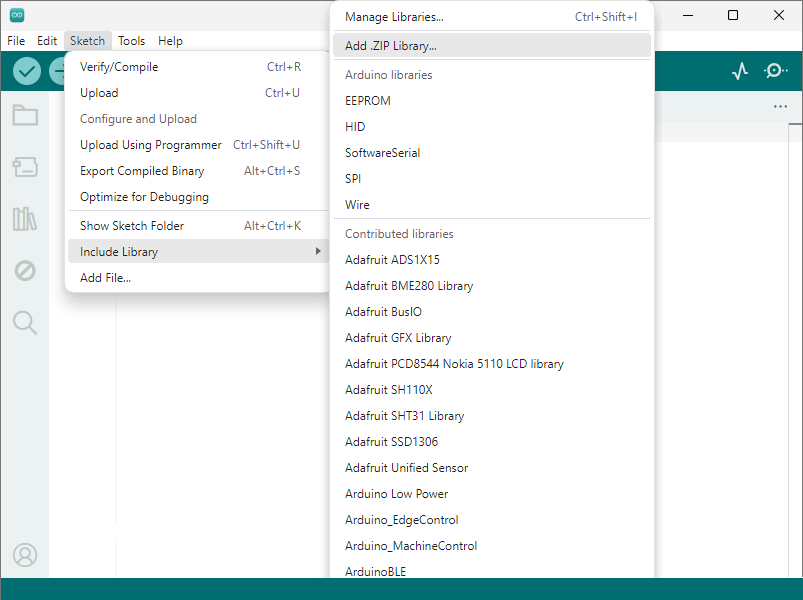 File Edit Sketch Tools Help
Verify/Compile Ctrl+R
Upload Ctrl+U
Configure and Upload
Upload Using Programmer Ctrl+Shift+U
Export Compiled Binary Alt+Ctrl+S
Optimize for Debugging
Show Sketch Folder Alt+Ctrl+K
Include Library
Add File...
Manage Libraries... Ctrl+Shift+I
Add .ZIP Library...
Arduino libraries
EEPROM
HID
SoftwareSerial
SPI
Wire
Contributed libraries
Adafruit ADS1X15
Adafruit BME280 Library
Adafruit BusIO
Adafruit GFX Library
Adafruit PCD8544 Nokia 5110 LCD library
Adafruit SH110X
Adafruit SHT31 Library
Adafruit SSD1306
Adafruit Unified Sensor
Arduino Low Power
Arduino_EdgeControl
Arduino_MachineControl
ArduinoBLE